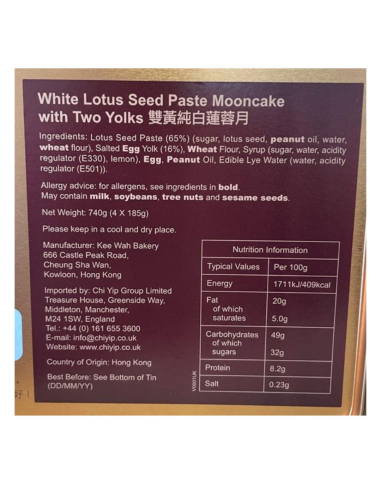 White Lotus Seed Paste Mooncake
with Two Yolks 雙黃純白蓮蓉月
Ingredients: Lotus Seed Paste (65%) (sugar, lotus seed, peanut oil, water,
wheat flour), Salted Egg Yolk (16%), Wheat Flour, Syrup (sugar, water, acidity
regulator (E330), lemon), Egg, Peanut Oil, Edible Lye Water (water, acidity
regulator (E501)).
Allergy advice: for allergens, see ingredients in bold.
May contain milk, soybeans, tree nuts and sesame seeds.
Net Weight: 740g (4 X 185g)
Please keep in a cool and dry place.
Manufacturer: Kee Wah Bakery
666 Castle Peak Road,
Cheung Sha Wan,
Kowloon, Hong Kong
Imported by: Chi Yip Group Limited
Treasure House, Greenside Way,
Middleton, Manchester,
M24 1SW, England
Tel.: +44 (0) 161 655 3600
E-mail: info@chiyip.co.uk
Website: www.chiyip.co.uk
Country of Origin: Hong Kong
Best Before: See Bottom of Tin
(DD/MM/YY)
Nutrition Information
Typical Values Per 100g
Energy 1711kJ/409kcal
Fat 20g
of which
saturates 5.0g
Carbohydrates 49g
of which
sugars 32g
Protein 8.2g
Salt 0.23g
V0001UK